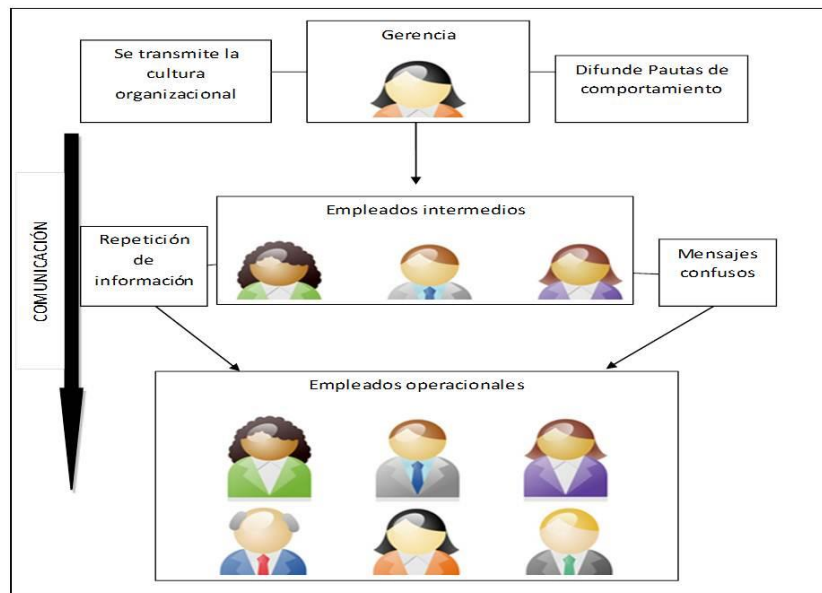 Gerencia
Se transmite la
cultura
organizacional
Difunde Pautas de
comportamiento
COMUNICACIÓN
Empleados intermedios
Repetición
de
información
Mensajes
confusos
Empleados operacionales